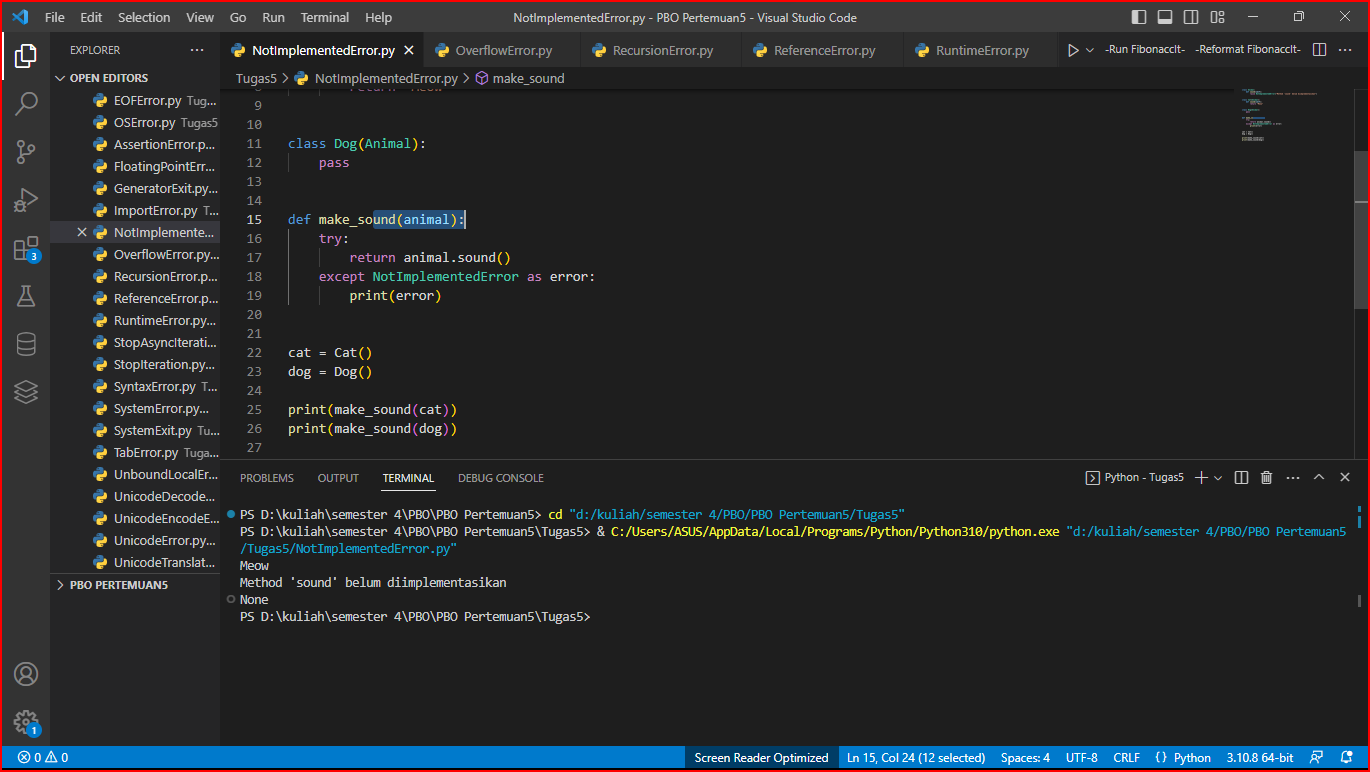 File Edit Selection View Go Run Terminal Help
NotImplementedError.py - PBO Pertemuan5 - Visual Studio Code
EXPLORER
OPEN EDITORS
EOFError.py Tug...
OSError.py Tugas5
AssertionError.p...
FloatingPointErr...
GeneratorExit.py...
ImportError.py T...
NotImplemente...
OverflowError.py...
RecursionError.p...
ReferenceError.p...
RuntimeError.py...
StopAsyncIterati...
StopIteration.py...
SyntaxError.py T...
SystemError.py...
SystemExit.py Tu...
TabError.py Tuga...
UnboundLocalEr...
UnicodeDecode...
UnicodeEncodeE...
UnicodeError.py...
UnicodeTranslat...
PBO PERTEMUAN5
3
1
NotImplementedError.py OverflowError.py RecursionError.py ReferenceError.py RuntimeError.py
-Run FibonaccIt- -Reformat FibonaccIt-
Tugas5 > NotImplementedError.py > make_sound
9
10
11 class Dog(Animal):
12 pass
13
14
15 def make_sound(animal):
16 try:
17 return animal.sound()
18 except NotImplementedError as error:
19 print(error)
20
21
22 cat = Cat()
23 dog = Dog()
24
25 print(make_sound(cat))
26 print(make_sound(dog))
27
PROBLEMS OUTPUT TERMINAL DEBUG CONSOLE
Python - Tugas5
PS D:\kuliah\semester 4\PBO\PBO Pertemuan5> cd "d:/kuliah/semester 4/PBO/PBO Pertemuan5/Tugas5"
PS D:\kuliah\semester 4\PBO\PBO Pertemuan5\Tugas5> & C:/Users/ASUS/AppData/Local/Programs/Python/Python310/python.exe "d:/kuliah/semester 4/PBO/PBO Pertemuan5
/Tugas5/NotImplementedError.py"
Meow
Method 'sound' belum diimplementasikan
None
PS D:\kuliah\semester 4\PBO\PBO Pertemuan5\Tugas5>
0 0
Screen Reader Optimized Ln 15, Col 24 (12 selected) Spaces: 4 UTF-8 CRLF {} Python 3.10.8 64-bit